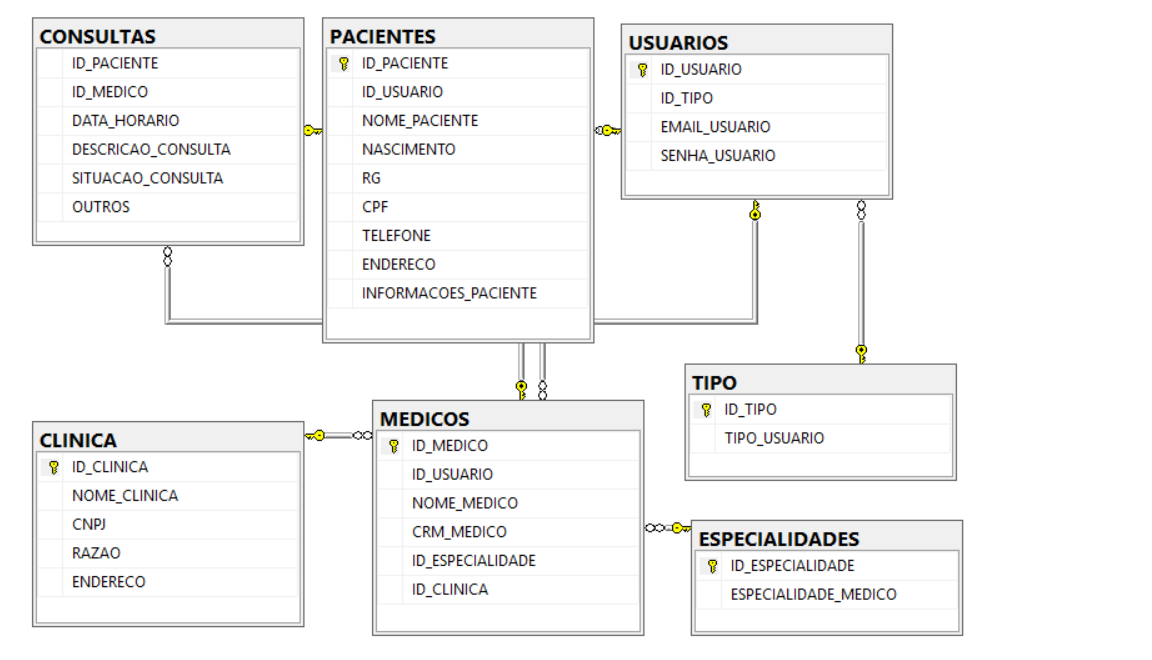 CONSULTAS
ID_PACIENTE
ID_MEDICO
DATA_HORARIO
DESCRICAO_CONSULTA
SITUACAO_CONSULTA
OUTROS
PACIENTES
ID_PACIENTE
ID_USUARIO
NOME_PACIENTE
NASCIMENTO
RG
CPF
TELEFONE
ENDERECO
INFORMACOES_PACIENTE
USUARIOS
ID_USUARIO
ID_TIPO
EMAIL_USUARIO
SENHA_USUARIO
TIPO
ID_TIPO
TIPO_USUARIO
CLINICA
ID_CLINICA
NOME_CLINICA
CNPJ
RAZAO
ENDERECO
MEDICOS
ID_MEDICO
ID_USUARIO
NOME_MEDICO
CRM_MEDICO
ID_ESPECIALIDADE
ID_CLINICA
ESPECIALIDADES
ID_ESPECIALIDADE
ESPECIALIDADE_MEDICO